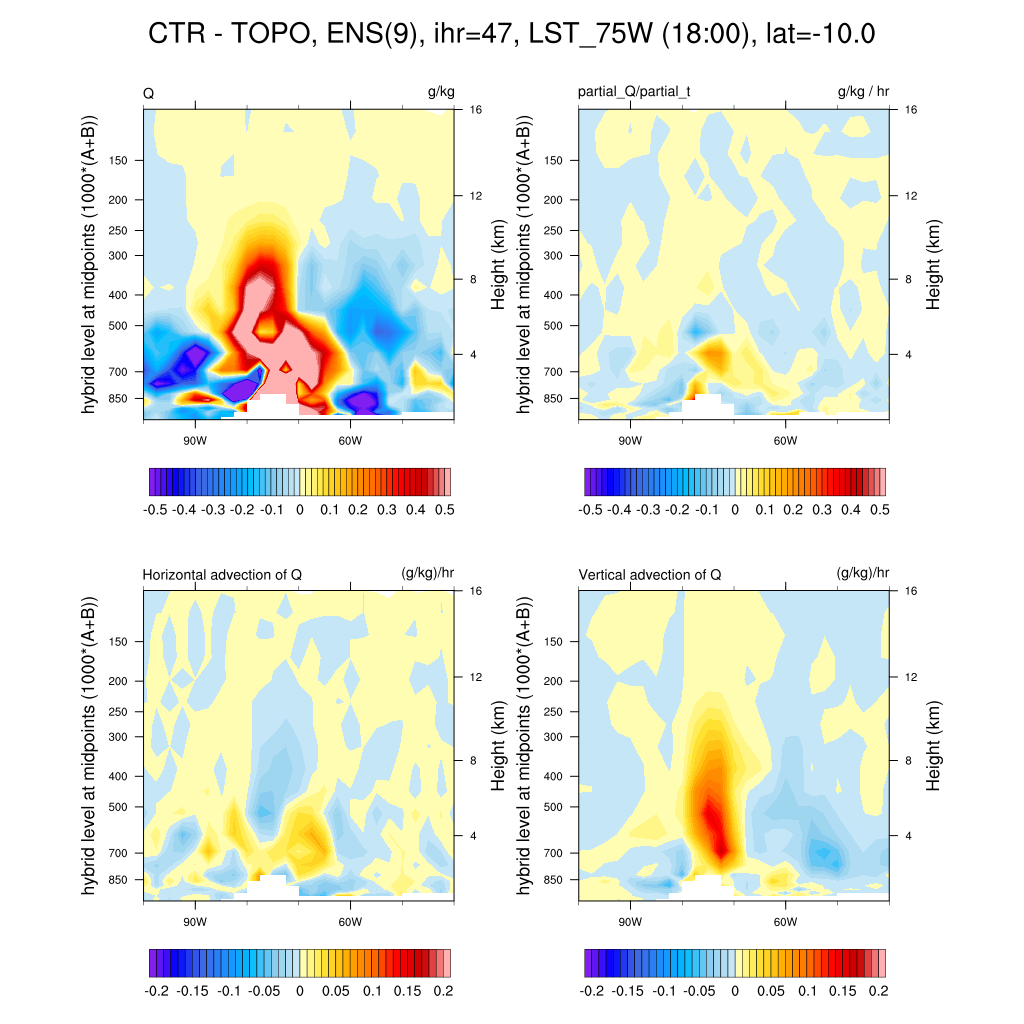 CTR - TOPO, ENS(9), ihr=47, LST_75W (18:00), lat=-10.0
Q g/kg
hybrid level at midpoints (1000*(A+B))
150
200
250
300
400
500
700
850
16
12
8
4
Height (km)
90W 60W
-0.5 -0.4 -0.3 -0.2 -0.1 0 0.1 0.2 0.3 0.4 0.5
partial_Q/partial_t g/kg / hr
hybrid level at midpoints (1000*(A+B))
150
200
250
300
400
500
700
850
16
12
8
4
Height (km)
90W 60W
-0.5 -0.4 -0.3 -0.2 -0.1 0 0.1 0.2 0.3 0.4 0.5
Horizontal advection of Q (g/kg)/hr
hybrid level at midpoints (1000*(A+B))
150
200
250
300
400
500
700
850
16
12
8
4
Height (km)
90W 60W
-0.2 -0.15 -0.1 -0.05 0 0.05 0.1 0.15 0.2
Vertical advection of Q (g/kg)/hr
hybrid level at midpoints (1000*(A+B))
150
200
250
300
400
500
700
850
16
12
8
4
Height (km)
90W 60W
-0.2 -0.15 -0.1 -0.05 0 0.05 0.1 0.15 0.2